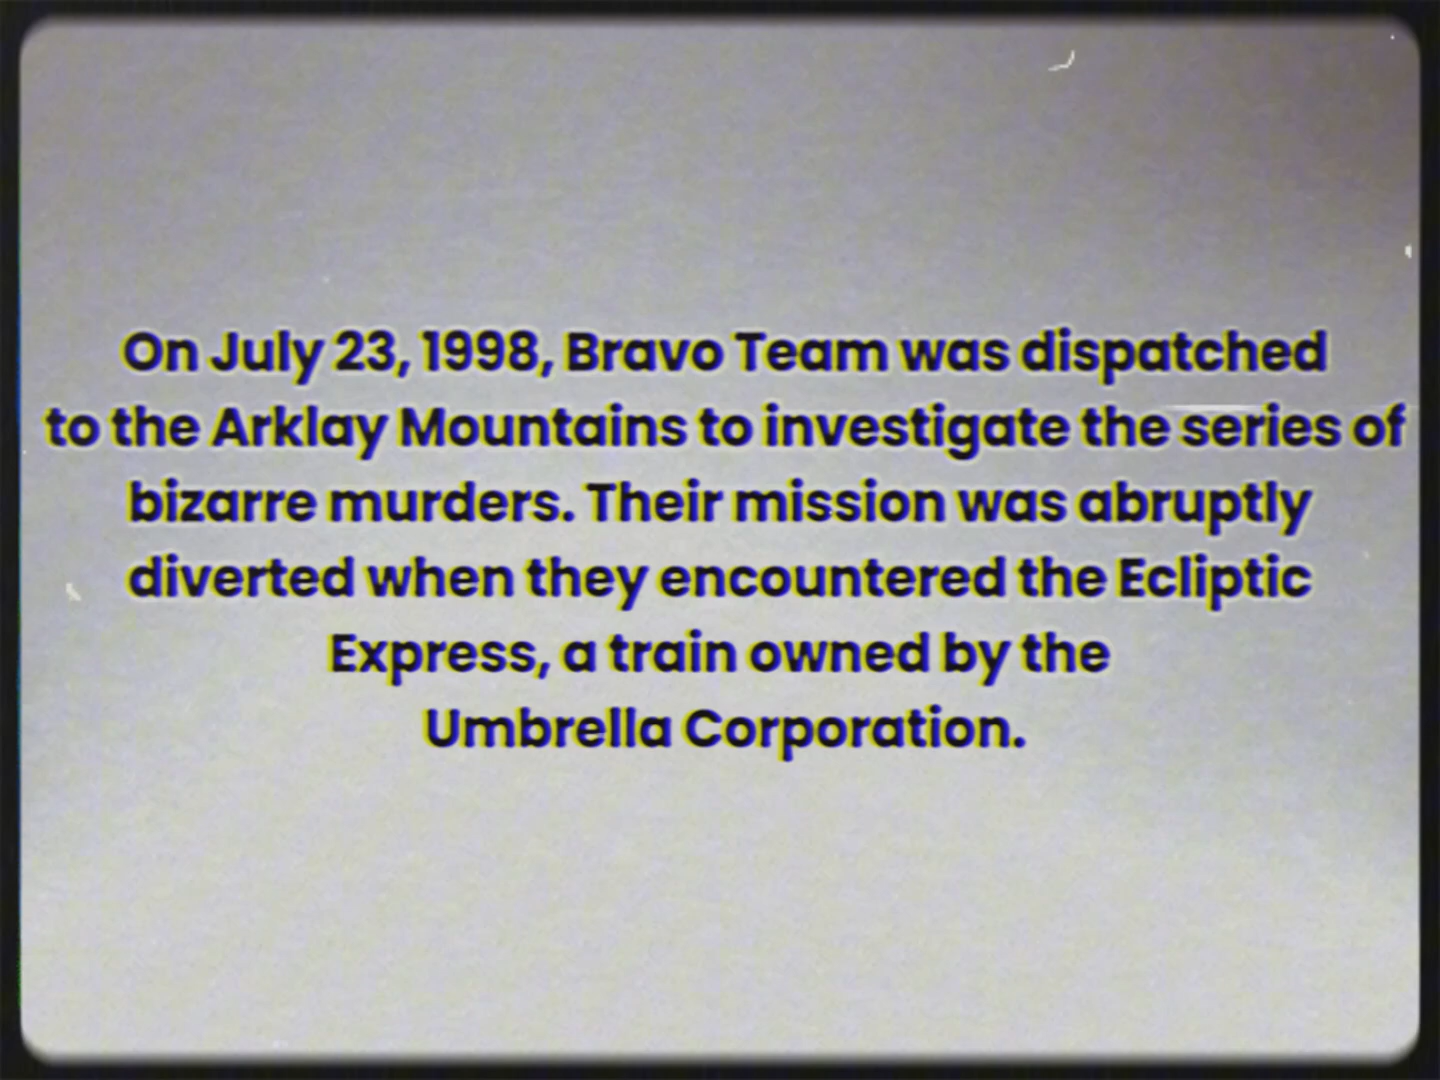 On July 23, 1998, Bravo Team was dispatched
to the Arklay Mountains to investigate the series of
bizarre murders. Their mission was abruptly
diverted when they encountered the Ecliptic
Express, a train owned by the
Umbrella Corporation.